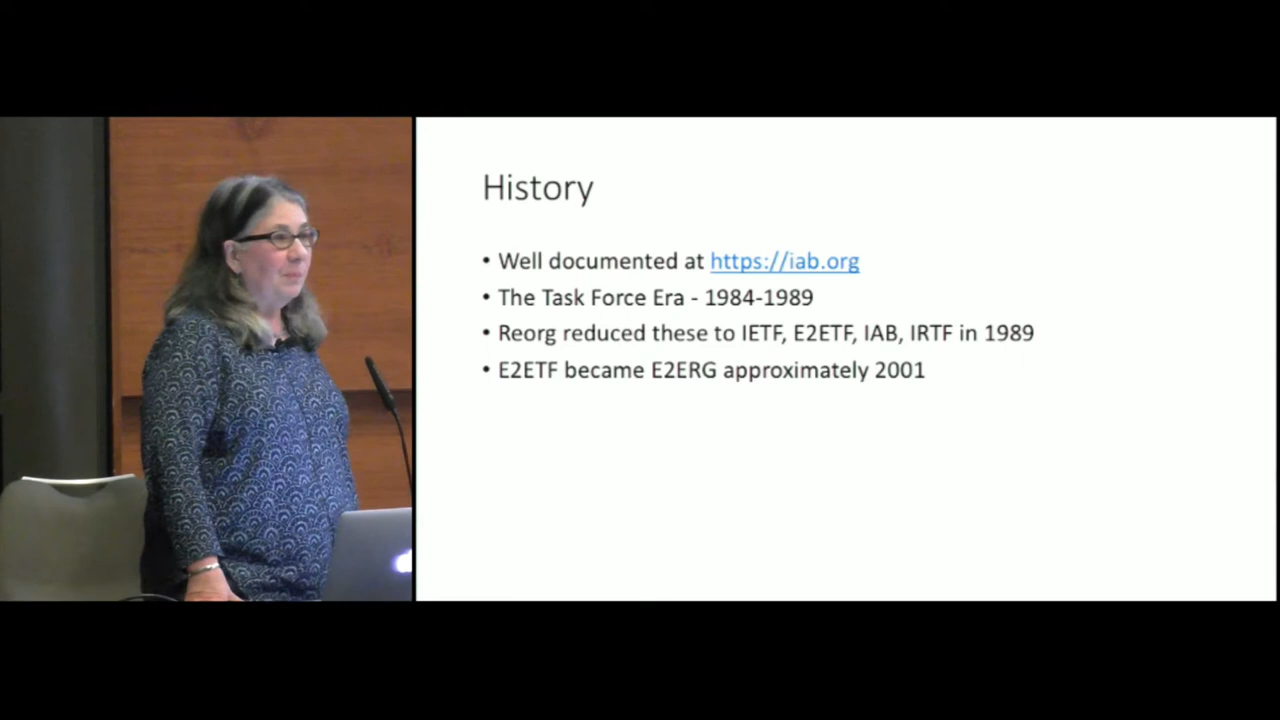 History
• Well documented at https://iab.org
• The Task Force Era - 1984-1989
• Reorg reduced these to IETF, E2ETF, IAB, IRTF in 1989
• E2ETF became E2ERG approximately 2001